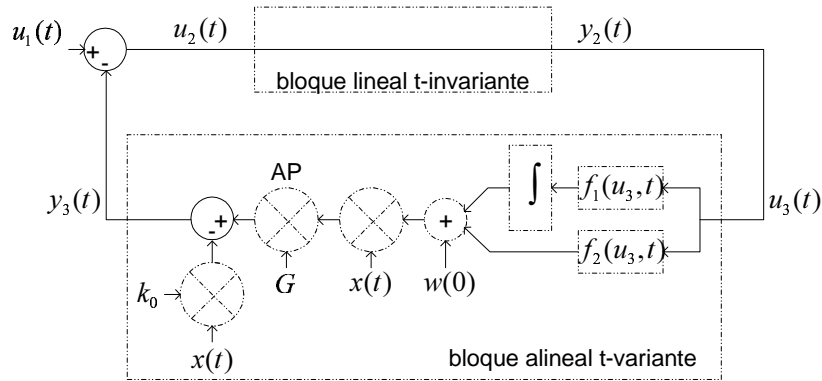 u₁(t)
+
-
u₂(t)
y₂(t)
bloque lineal t-invariante
AP
∫
f₁(u₃,t)
y₃(t)
u₃(t)
+
-
+
f₂(u₃,t)
k₀
G
x(t)
w(0)
x(t)
bloque alineal t-variante